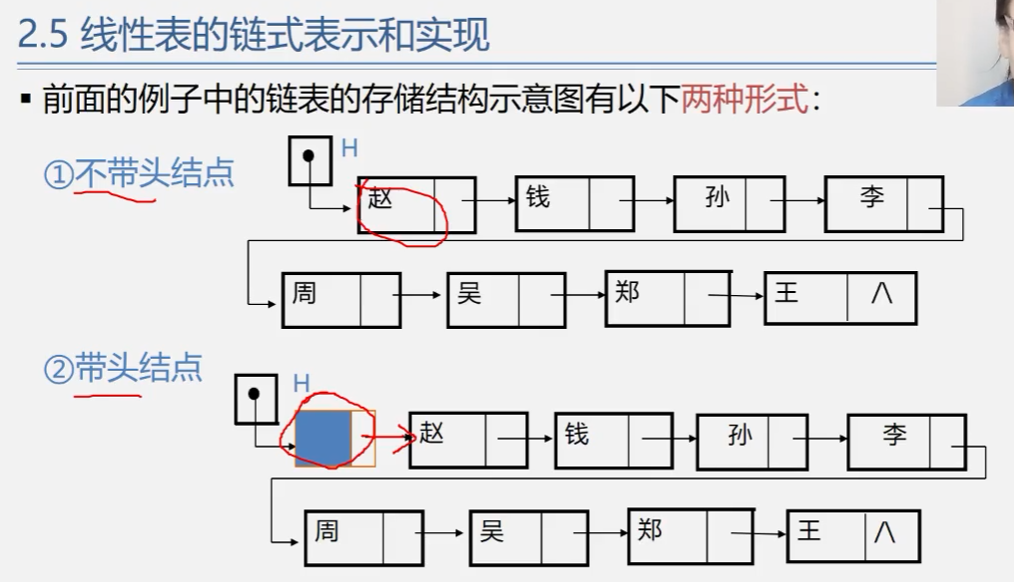 2.5 线性表的链式表示和实现
▪ 前面的例子中的链表的存储结构示意图有以下两种形式：
①不带头结点
H
赵 钱 孙 李
周 吴 郑 王 ∧
②带头结点
H
赵 钱 孙 李
周 吴 郑 王 ∧